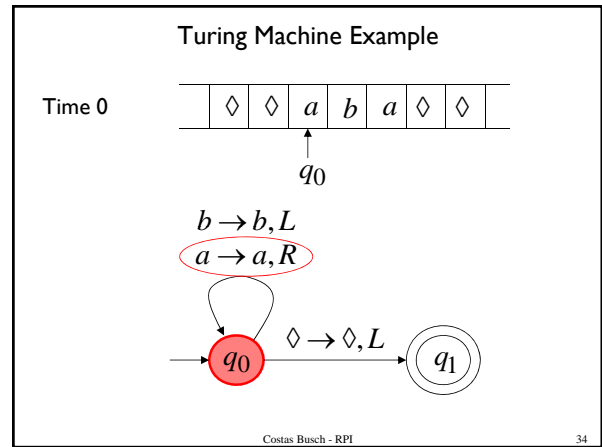 Turing Machine Example
Time 0
◊ ◊ a b a ◊ ◊
q₀
b → b, L
a → a, R
◊ → ◊, L
q₀ q₁
Costas Busch - RPI 34